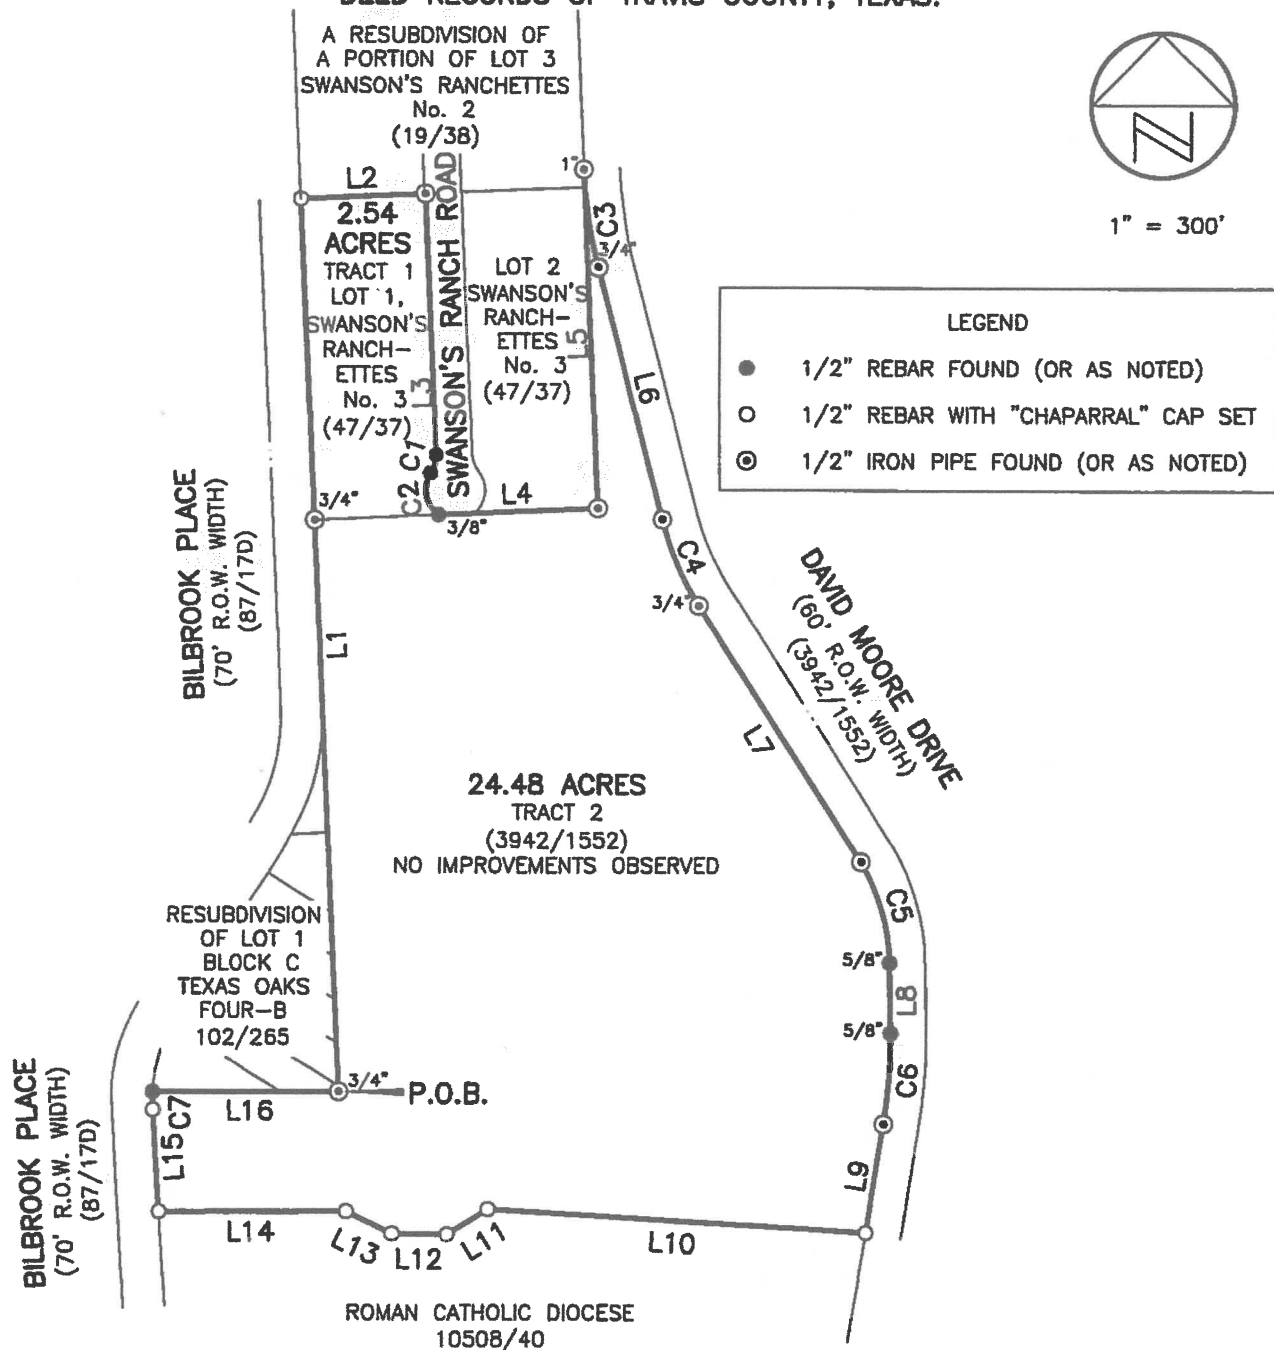 DEED RECORDS OF TRAVIS COUNTY, TEXAS.
A RESUBDIVISION OF
A PORTION OF LOT 3
SWANSON'S RANCHETTES
No. 2
(19/38)
N
1" = 300'
1"
L2
C3
3/4"
2.54
ACRES
TRACT 1
LOT 1,
SWANSON'S
RANCH-
ETTES
No. 3
(47/37)
L3
SWANSON'S RANCH ROAD
LOT 2
SWANSON'S
RANCH-
ETTES
No. 3
(47/37)
L5
L6
LEGEND
1/2" REBAR FOUND (OR AS NOTED)
1/2" REBAR WITH "CHAPARRAL" CAP SET
1/2" IRON PIPE FOUND (OR AS NOTED)
C1
C2
3/4"
3/8"
L4
BILBROOK PLACE
(70' R.O.W. WIDTH)
(87/17D)
L1
C4
3/4"
DAVID MOORE DRIVE
(60' R.O.W. WIDTH)
(3942/1552)
L7
24.48 ACRES
TRACT 2
(3942/1552)
NO IMPROVEMENTS OBSERVED
RESUBDIVISION
OF LOT 1
BLOCK C
TEXAS OAKS
FOUR-B
102/265
C5
5/8"
L8
5/8"
C6
3/4"
P.O.B.
L16
C7
L15
BILBROOK PLACE
(70' R.O.W. WIDTH)
(87/17D)
L9
L14
L13
L12
L11
L10
ROMAN CATHOLIC DIOCESE
10508/40